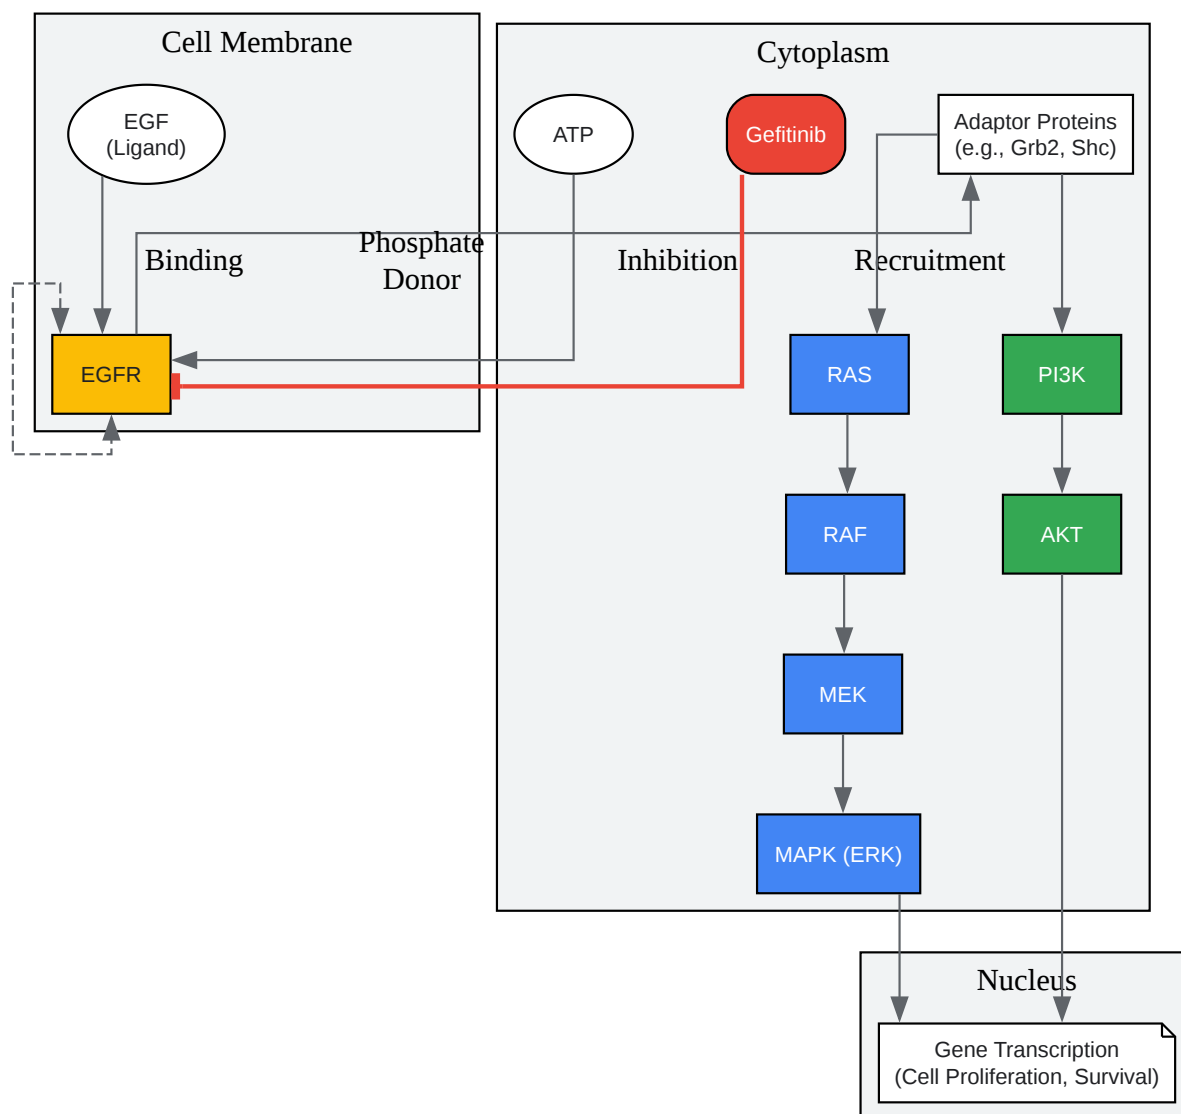 Cell Membrane
Cytoplasm
EGF
(Ligand)
ATP
Gefitinib
Adaptor Proteins
(e.g., Grb2, Shc)
Binding
Phosphate
Donor
Inhibition
Recruitment
EGFR
RAS
PI3K
RAF
AKT
MEK
MAPK (ERK)
Nucleus
Gene Transcription
(Cell Proliferation, Survival)